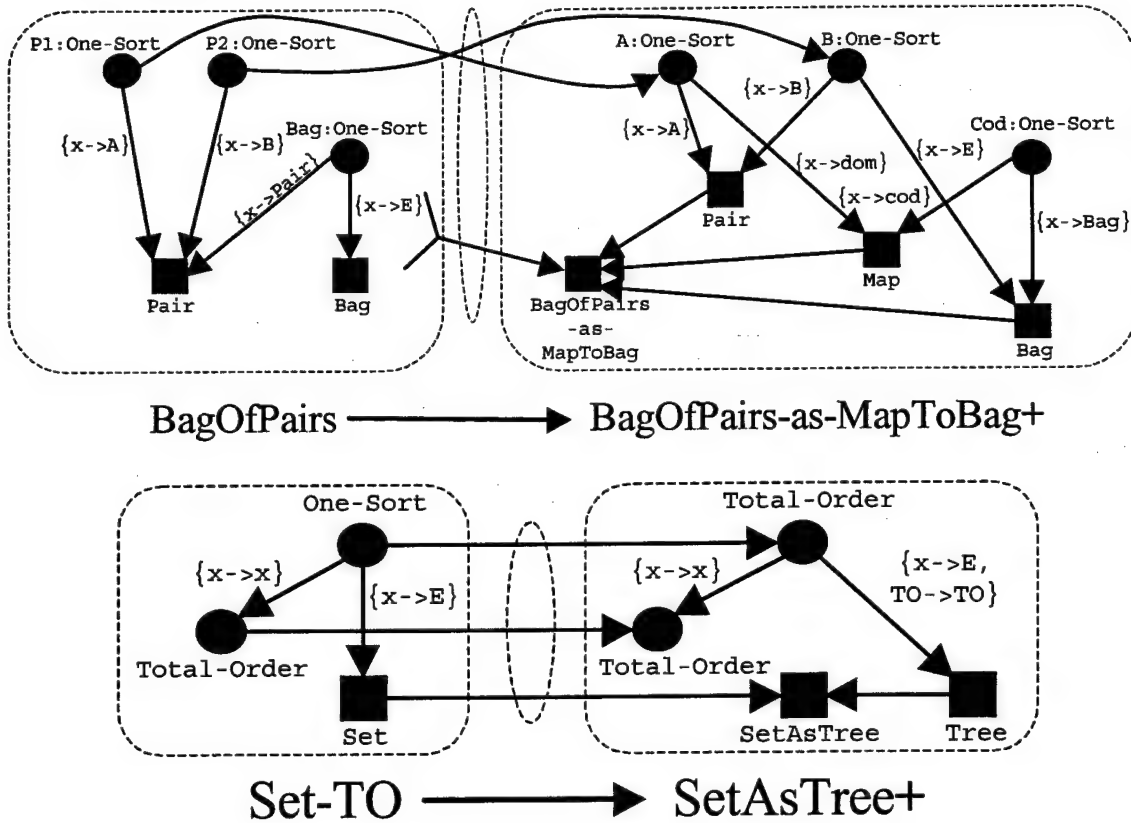 P1:One-Sort
P2:One-Sort
A:One-Sort
B:One-Sort
{x->B}
Bag:One-Sort
Cod:One-Sort
{x->A}
{x->B}
{x->A}
{x->E}
{x->Pair}
{x->dom}
{x->E}
{x->cod}
{x->Bag}
Pair
Map
Pair
Bag
BagOfPairs
-as-
MapToBag
Bag
BagOfPairs
BagOfPairs-as-MapToBag+
One-Sort
Total-Order
{x->x}
{x->E}
{x->x}
{x->E,
TO->TO}
Total-Order
Total-Order
Set
SetAsTree
Tree
Set-TO
SetAsTree+